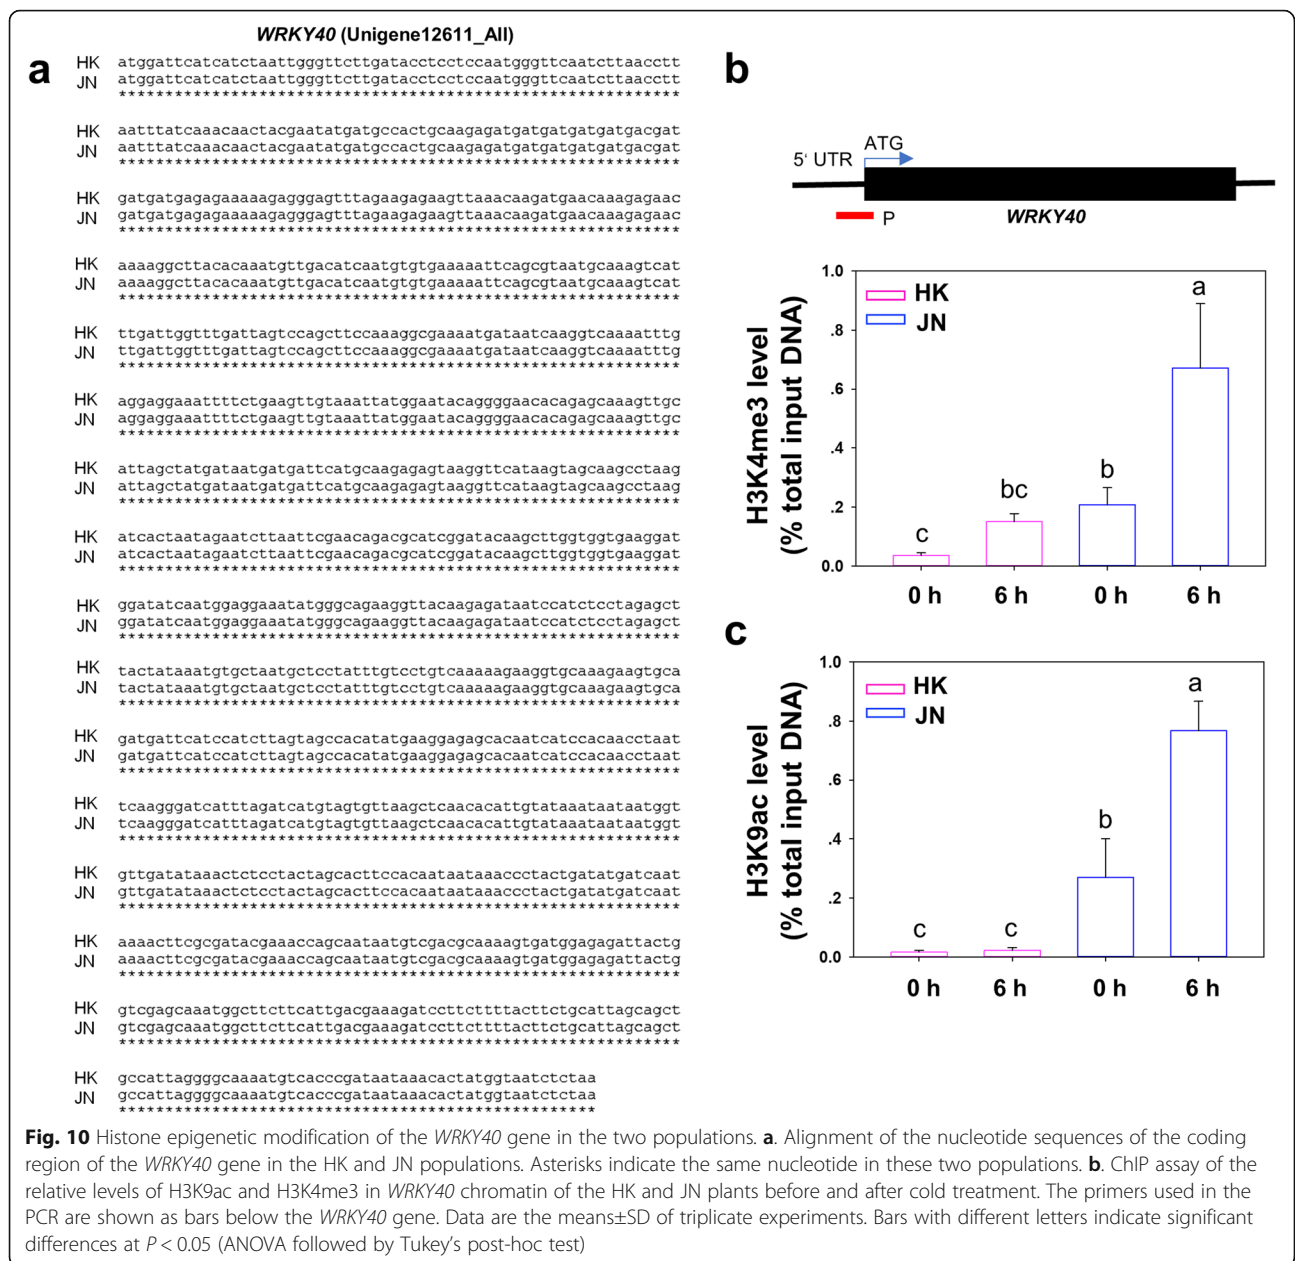 WRKY40 (Unigene12611_All)
a
HK atggattcatcatctaattgggttcttgatacctcctccaatgggttcaatcttaacctt
JN atggattcatcatctaattgggttcttgatacctcctccaatgggttcaatcttaacctt
************************************************************
HK aatttatcaaacaactacgaatatgatgccactgcaagagatgatgatgatgatgacgat
JN aatttatcaaacaactacgaatatgatgccactgcaagagatgatgatgatgatgacgat
************************************************************
HK gatgatgagagaaaaagagggagtttagaagagaagttaaacaagatgaacaaagagaac
JN gatgatgagagaaaaagagggagtttagaagagaagttaaacaagatgaacaaagagaac
************************************************************
HK aaaaggcttacacaaatgttgacatcaatgtgtgaaaaattcagcgtaatgcaaagtcat
JN aaaaggcttacacaaatgttgacatcaatgtgtgaaaaattcagcgtaatgcaaagtcat
************************************************************
HK ttgattggtttgattagtccagcttccaaaggcgaaaatgataatcaaggtcaaaatttg
JN ttgattggtttgattagtccagcttccaaaggcgaaaatgataatcaaggtcaaaatttg
************************************************************
HK aggaggaaattttctgaagttgtaaattatggaatacaggggaacacagagcaaagttgc
JN aggaggaaattttctgaagttgtaaattatggaatacaggggaacacagagcaaagttgc
************************************************************
HK attagctatgataatgatgattcatgcaagagagtaaggttcataagtagcaagcctaag
JN attagctatgataatgatgattcatgcaagagagtaaggttcataagtagcaagcctaag
************************************************************
HK atcactaatagaatcttaattcgaacagacgcatcggatacaagcttggtggtgaaggat
JN atcactaatagaatcttaattcgaacagacgcatcggatacaagcttggtggtgaaggat
************************************************************
HK ggatatcaatggaggaaatatgggcagaaggttacaagagataatccatctcctagagct
JN ggatatcaatggaggaaatatgggcagaaggttacaagagataatccatctcctagagct
************************************************************
HK tactataaatgtgctaatgctcctatttgtcctgtcaaaaagaaggtgcaaagaagtgca
JN tactataaatgtgctaatgctcctatttgtcctgtcaaaaagaaggtgcaaagaagtgca
************************************************************
HK gatgattcatccatcttagtagccacatatgaaggagagcacaatcatccacaacctaat
JN gatgattcatccatcttagtagccacatatgaaggagagcacaatcatccacaacctaat
************************************************************
HK tcaagggatcatttagatcatgtagtgttaagctcaacacattgtataaataataatggt
JN tcaagggatcatttagatcatgtagtgttaagctcaacacattgtataaataataatggt
************************************************************
HK gttgatataaactctcctactagcacttccacaataataaaccctactgatatgatcaat
JN gttgatataaactctcctactagcacttccacaataataaaccctactgatatgatcaat
************************************************************
HK aaaacttcgcgatacgaaaccagcaataatgtcgacgcaaaagtgatggagagattactg
JN aaaacttcgcgatacgaaaccagcaataatgtcgacgcaaaagtgatggagagattactg
************************************************************
HK gtcgagcaaatggcttcttcattgacgaaagatccttcttttacttctgcattagcagct
JN gtcgagcaaatggcttcttcattgacgaaagatccttcttttacttctgcattagcagct
************************************************************
HK gccattaggggcaaaatgtcacccgataataaacactatggtaatctctaa
JN gccattaggggcaaaatgtcacccgataataaacactatggtaatctctaa
***************************************************
b
5' UTR ATG
P WRKY40
H3K4me3 level
(% total input DNA)
HK
JN
1.0
.8
.6
.4
.2
0.0
c bc b a
0 h 6 h 0 h 6 h
c
H3K9ac level
(% total input DNA)
HK
JN
1.0
.8
.6
.4
.2
0.0
c c b a
0 h 6 h 0 h 6 h
Fig. 10 Histone epigenetic modification of the WRKY40 gene in the two populations. a. Alignment of the nucleotide sequences of the coding
region of the WRKY40 gene in the HK and JN populations. Asterisks indicate the same nucleotide in these two populations. b. ChIP assay of the
relative levels of H3K9ac and H3K4me3 in WRKY40 chromatin of the HK and JN plants before and after cold treatment. The primers used in the
PCR are shown as bars below the WRKY40 gene. Data are the means±SD of triplicate experiments. Bars with different letters indicate significant
differences at P < 0.05 (ANOVA followed by Tukey's post-hoc test)